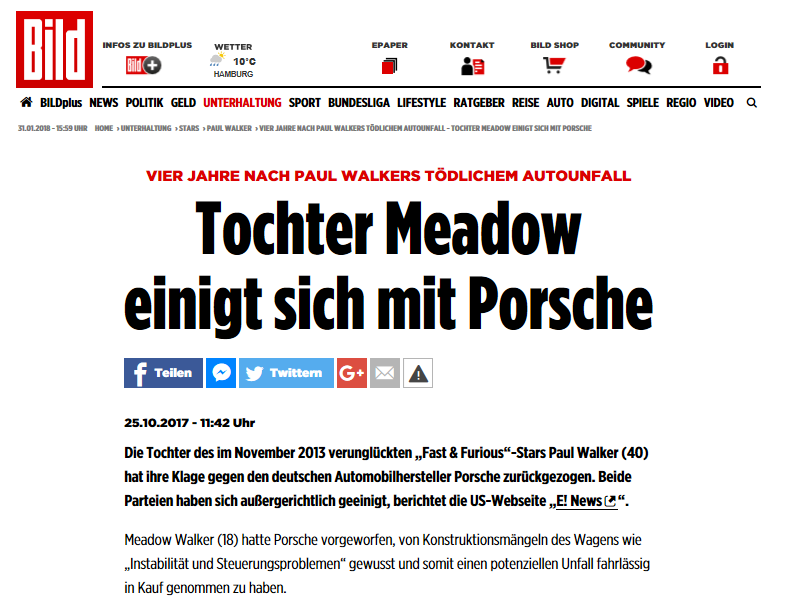 Bild
INFOS ZU BILDPLUS
WETTER
10°C
HAMBURG
EPAPER
KONTAKT
BILD SHOP
COMMUNITY
LOGIN
BILDplus NEWS POLITIK GELD UNTERHALTUNG SPORT BUNDESLIGA LIFESTYLE RATGEBER REISE AUTO DIGITAL SPIELE REGIO VIDEO
31.01.2018 - 15:59 UHR HOME › UNTERHALTUNG › STARS › PAUL WALKER › VIER JAHRE NACH PAUL WALKERS TÖDLICHEM AUTOUNFALL - TOCHTER MEADOW EINIGT SICH MIT PORSCHE
VIER JAHRE NACH PAUL WALKERS TÖDLICHEM AUTOUNFALL
Tochter Meadow
einigt sich mit Porsche
f Teilen Twittern G+
25.10.2017 - 11:42 Uhr
Die Tochter des im November 2013 verunglückten „Fast & Furious“-Stars Paul Walker (40)
hat ihre Klage gegen den deutschen Automobilhersteller Porsche zurückgezogen. Beide
Parteien haben sich außergerichtlich geeinigt, berichtet die US-Webseite „E! News“.
Meadow Walker (18) hatte Porsche vorgeworfen, von Konstruktionsmängeln des Wagens wie
„Instabilität und Steuerungsproblemen“ gewusst und somit einen potenziellen Unfall fahrlässig
in Kauf genommen zu haben.